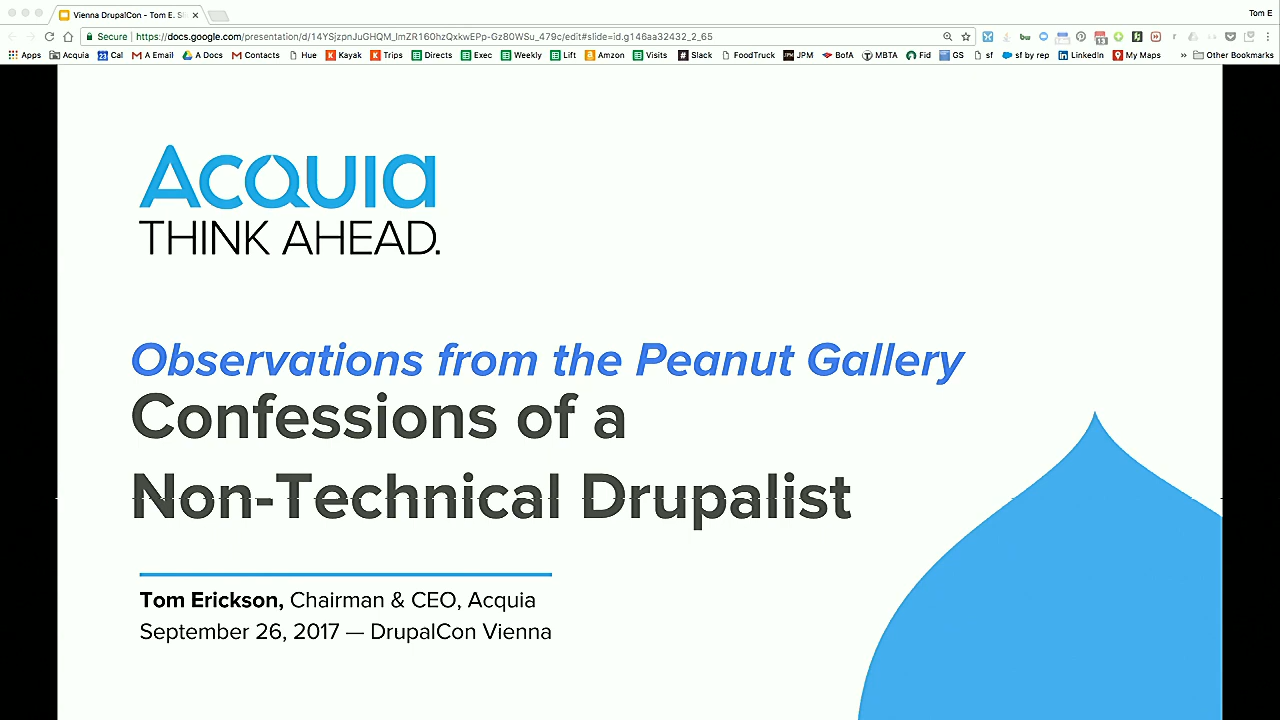 Vienna DrupalCon - Tom E. Sl
Tom E
Secure
https://docs.google.com/presentation/d/14YSjzpnJuGHQM_lmZR160hzQxkwEPp-Gz80WSu_479c/edit#slide=id.g146aa32432_2_65
Apps Acquia Cal A Email A Docs Contacts Hue Kayak Trips Directs Exec Weekly Lift Amzon Visits Slack FoodTruck JPM BofA MBTA Fid GS sf sf by rep LinkedIn My Maps » Other Bookmarks
Acquia
THINK AHEAD.
Observations from the Peanut Gallery
Confessions of a
Non-Technical Drupalist
Tom Erickson, Chairman & CEO, Acquia
September 26, 2017 — DrupalCon Vienna